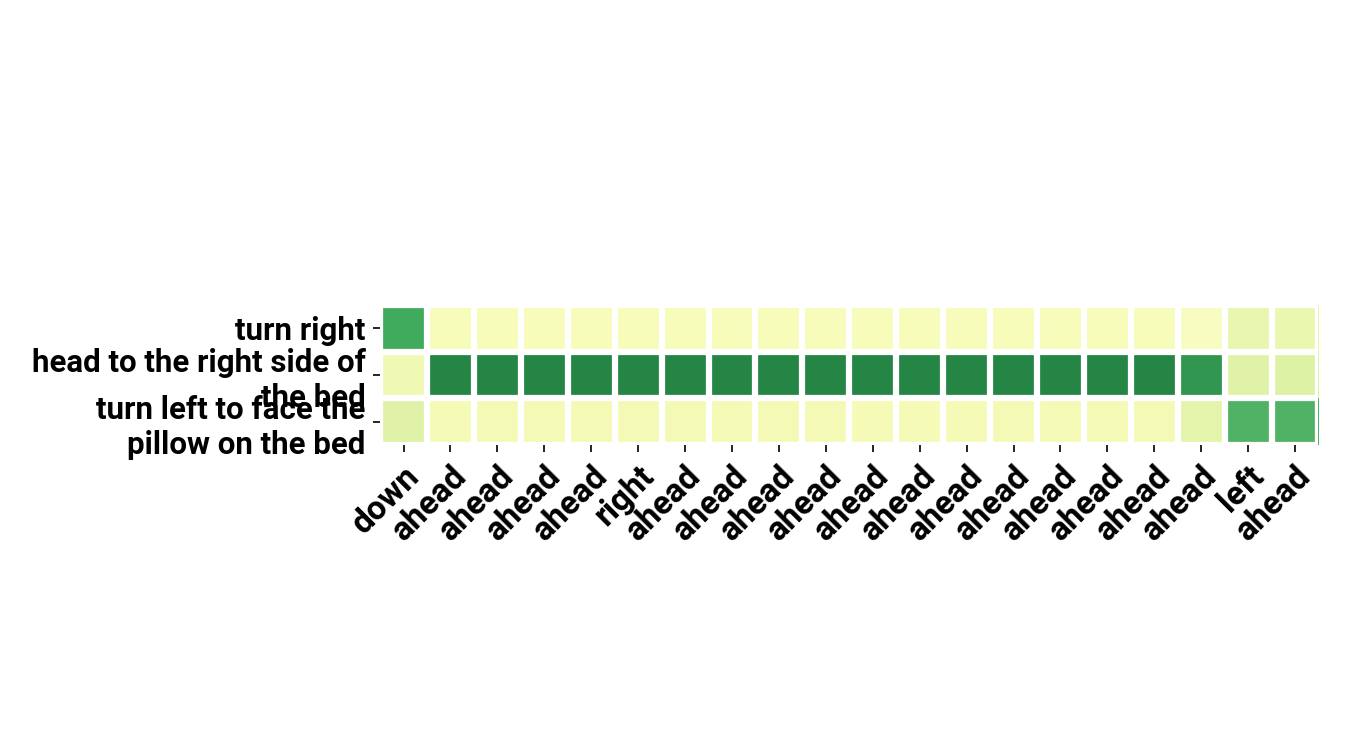 turn right
head to the right side of
the bed
turn left to face the
pillow on the bed
down
ahead
ahead
ahead
ahead
right
ahead
ahead
ahead
ahead
ahead
ahead
ahead
ahead
ahead
ahead
ahead
ahead
left
ahead